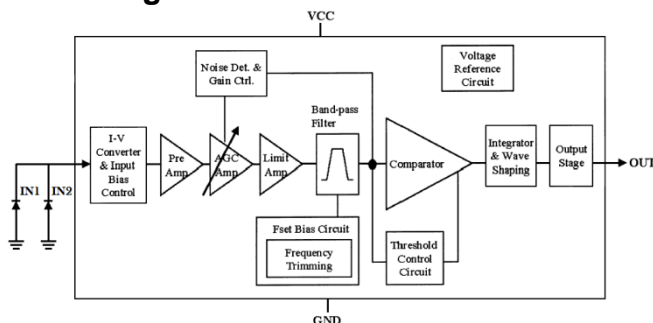 VCC
Noise Det. &
Gain Ctrl.
Voltage
Reference
Circuit
Band-pass
Filter
I-V
Converter
& Input
Bias
Control
Pre
Amp
AGC
Amp
Limit
Amp
Comparator
Integrator
& Wave
Shaping
Output
Stage
OUT
IN1
IN2
Fset Bias Circuit
Frequency
Trimming
Threshold
Control
Circuit
GND